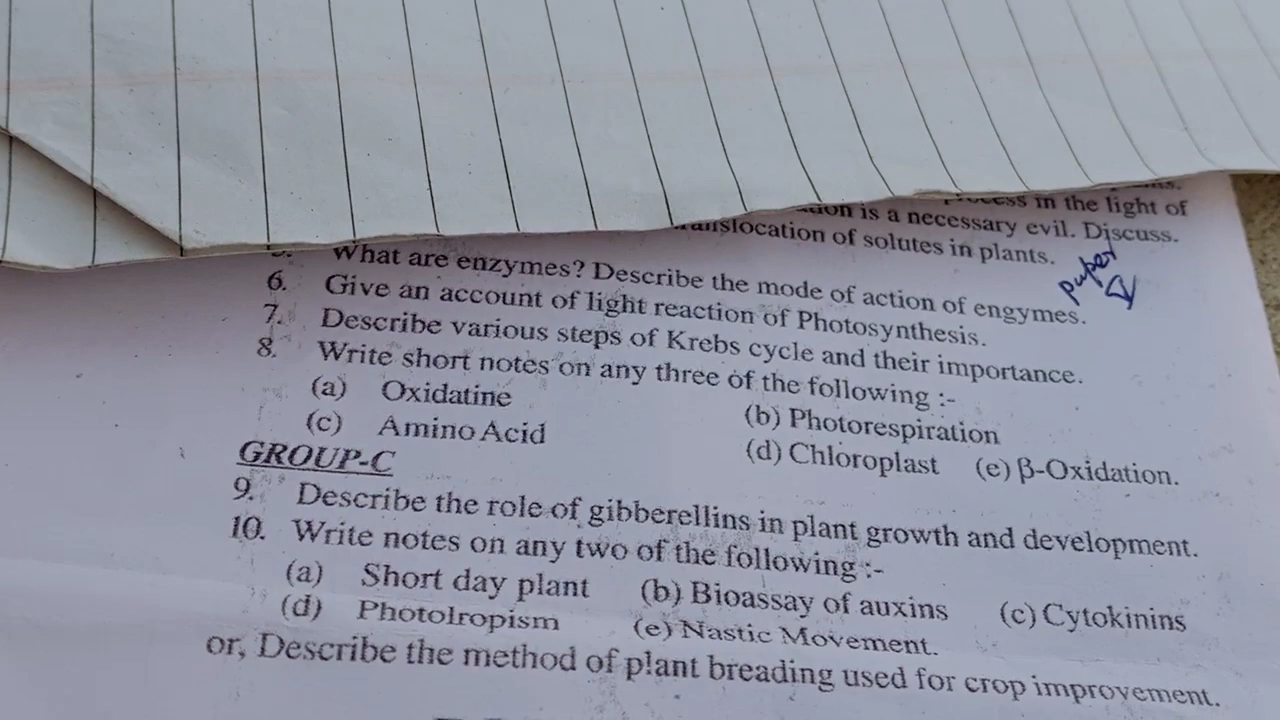 in the light of
is a necessary evil. Discuss.
translocation of solutes in plants.
What are enzymes? Describe the mode of action of engymes.
paper
V
6. Give an account of light reaction of Photosynthesis.
7. Describe various steps of Krebs cycle and their importance.
8. Write short notes on any three of the following :-
(a) Oxidatine (b) Photorespiration
(c) Amino Acid (d) Chloroplast (e) β-Oxidation.
GROUP-C
9. Describe the role of gibberellins in plant growth and development.
10. Write notes on any two of the following :-
(a) Short day plant (b) Bioassay of auxins (c) Cytokinins
(d) Photolropism (e) Nastic Movement.
or, Describe the method of plant breading used for crop improvement.